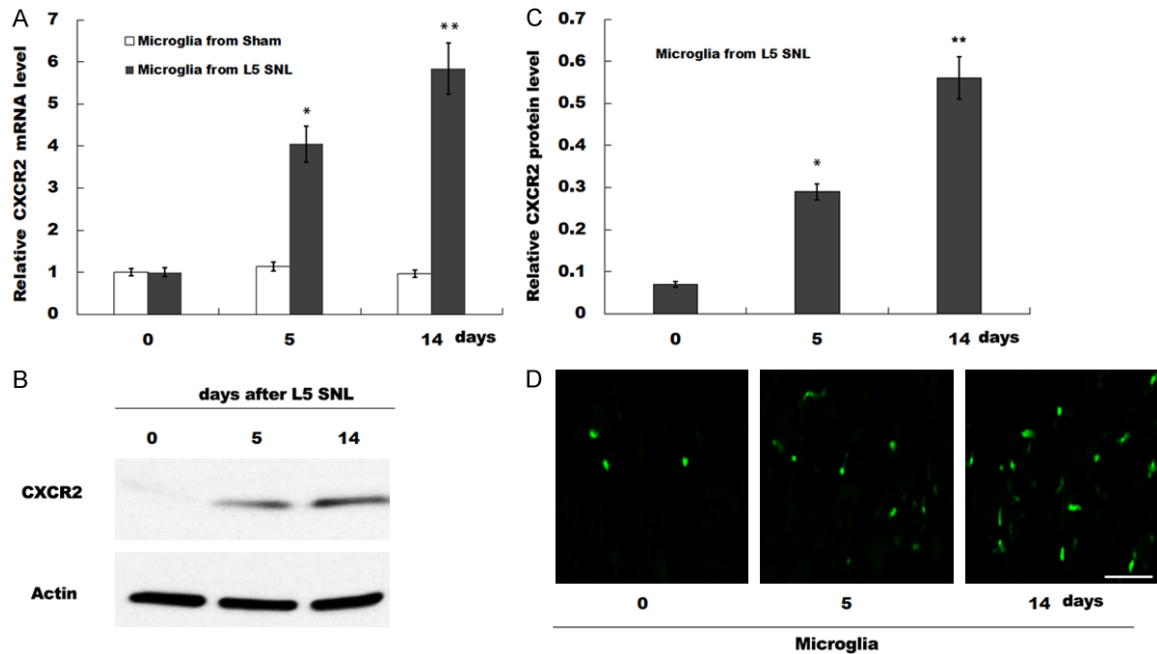 A
Relative CXCR2 mRNA level
7
6
5
4
3
2
1
0
Microglia from Sham
Microglia from L5 SNL
*
**
0 5 14 days
C
Relative CXCR2 protein level
0.7
0.6
0.5
0.4
0.3
0.2
0.1
0
Microglia from L5 SNL
*
**
0 5 14 days
B
days after L5 SNL
0 5 14
CXCR2
Actin
D
0 5 14 days
Microglia